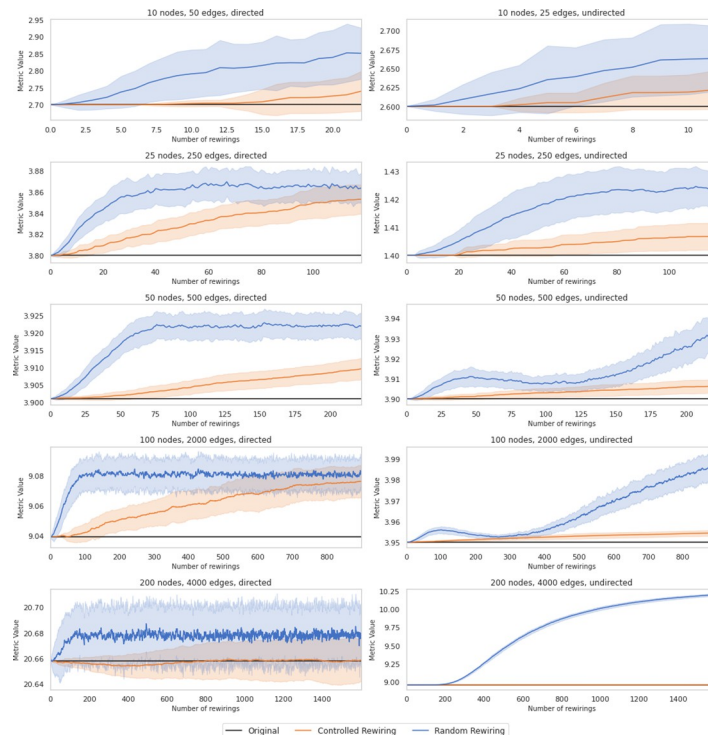 10 nodes, 50 edges, directed
2.95
2.90
2.85
2.80
2.75
2.70
Metric Value
0.0 2.5 5.0 7.5 10.0 12.5 15.0 17.5 20.0
Number of rewirings
10 nodes, 25 edges, undirected
2.700
2.675
2.650
2.625
2.600
Metric Value
0 2 4 6 8 10
Number of rewirings
25 nodes, 250 edges, directed
3.88
3.86
3.84
3.82
3.80
Metric Value
0 20 40 60 80 100
Number of rewirings
25 nodes, 250 edges, undirected
1.43
1.42
1.41
1.40
Metric Value
0 20 40 60 80 100
Number of rewirings
50 nodes, 500 edges, directed
3.925
3.920
3.915
3.910
3.905
3.900
Metric Value
0 25 50 75 100 125 150 175 200
Number of rewirings
50 nodes, 500 edges, undirected
3.94
3.93
3.92
3.91
3.90
Metric Value
0 25 50 75 100 125 150 175 200
Number of rewirings
100 nodes, 2000 edges, directed
9.08
9.06
9.04
Metric Value
0 100 200 300 400 500 600 700 800
Number of rewirings
100 nodes, 2000 edges, undirected
3.99
3.98
3.97
3.96
3.95
Metric Value
0 100 200 300 400 500 600 700 800
Number of rewirings
200 nodes, 4000 edges, directed
20.70
20.68
20.66
20.64
Metric Value
0 200 400 600 800 1000 1200 1400
Number of rewirings
200 nodes, 4000 edges, undirected
10.25
10.00
9.75
9.50
9.25
9.00
Metric Value
0 200 400 600 800 1000 1200 1400
Number of rewirings
Original Controlled Rewiring Random Rewiring